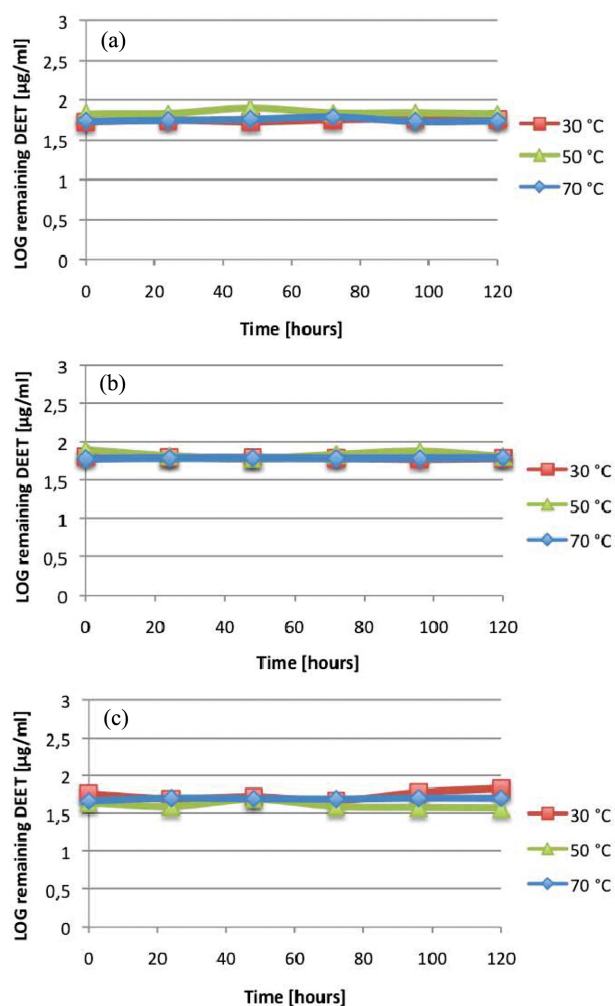 (a)
LOG remaining DEET [µg/ml]
3
2,5
2
1,5
1
0,5
0
0 20 40 60 80 100 120
Time [hours]
30 °C
50 °C
70 °C
(b)
LOG remaining DEET [µg/ml]
3
2,5
2
1,5
1
0,5
0
0 20 40 60 80 100 120
Time [hours]
30 °C
50 °C
70 °C
(c)
LOG remaining DEET [µg/ml]
3
2,5
2
1,5
1
0,5
0
0 20 40 60 80 100 120
Time [hours]
30 °C
50 °C
70 °C